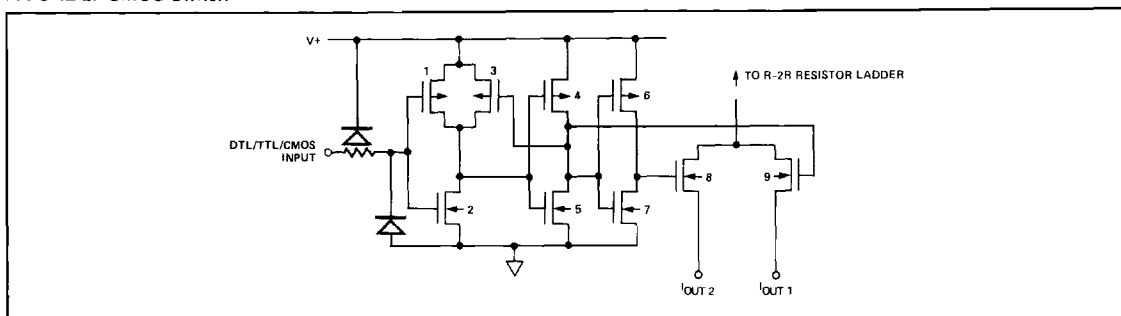 V+
1
3
4
6
TO R-2R RESISTOR LADDER
DTL/TTL/CMOS
INPUT
2
5
7
8
9
IOUT 2
IOUT 1